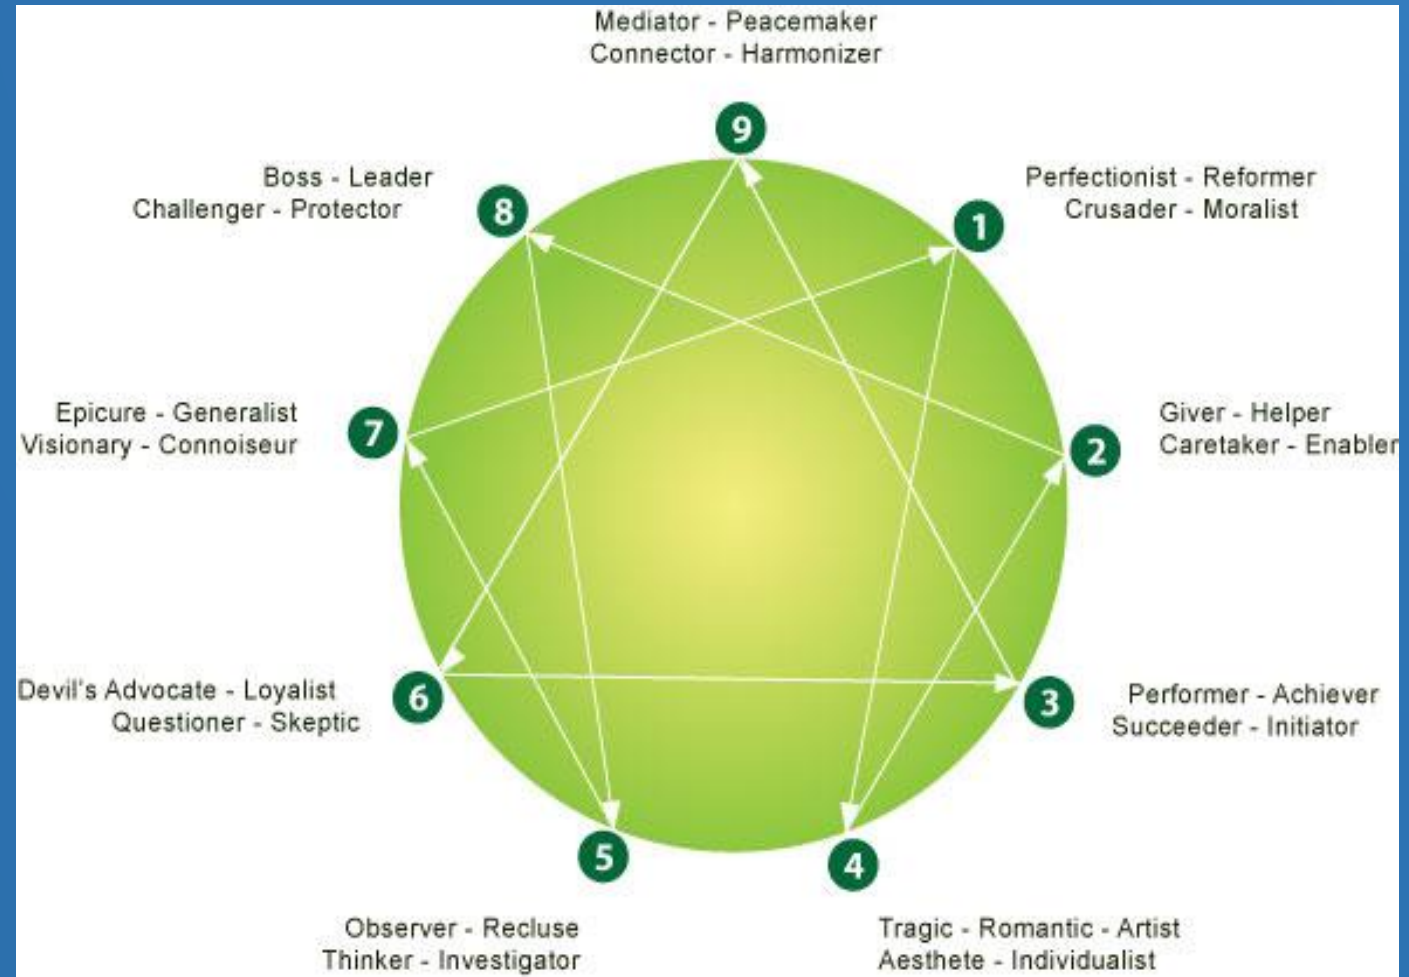 Mediator - Peacemaker
Connector - Harmonizer
9
Boss - Leader
Challenger - Protector
8
Perfectionist - Reformer
Crusader - Moralist
1
Epicure - Generalist
Visionary - Connoiseur
7
Giver - Helper
Caretaker - Enabler
2
Devil's Advocate - Loyalist
Questioner - Skeptic
6
Performer - Achiever
Succeeder - Initiator
3
5
4
Observer - Recluse
Thinker - Investigator
Tragic - Romantic - Artist
Aesthete - Individualist